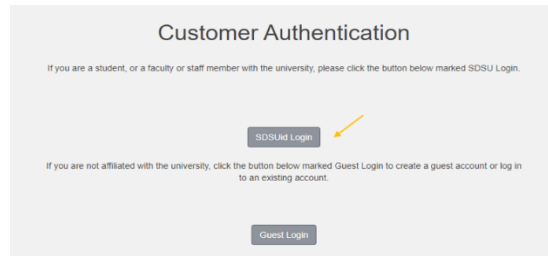 Customer Authentication
If you are a student, or a faculty or staff member with the university, please click the button below marked SDSU Login.
SDSUid Login
If you are not affiliated with the university, click the button below marked Guest Login to create a guest account or log in
to an existing account.
Guest Login